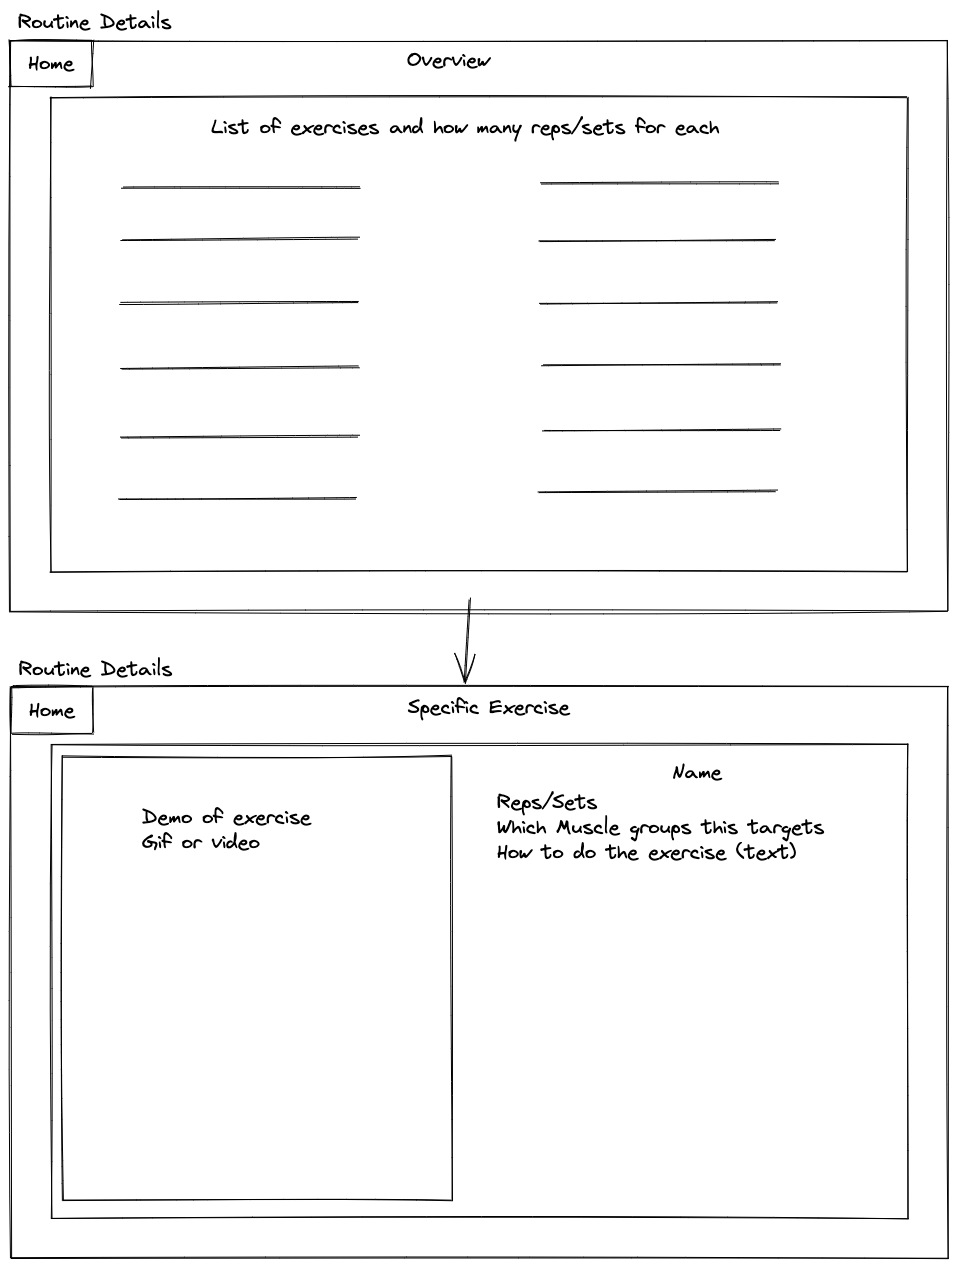 Routine Details
Home
Overview
List of exercises and how many reps/sets for each
Routine Details
Home
Specific Exercise
Demo of exercise
Gif or video
Name
Reps/Sets
Which Muscle groups this targets
How to do the exercise (text)